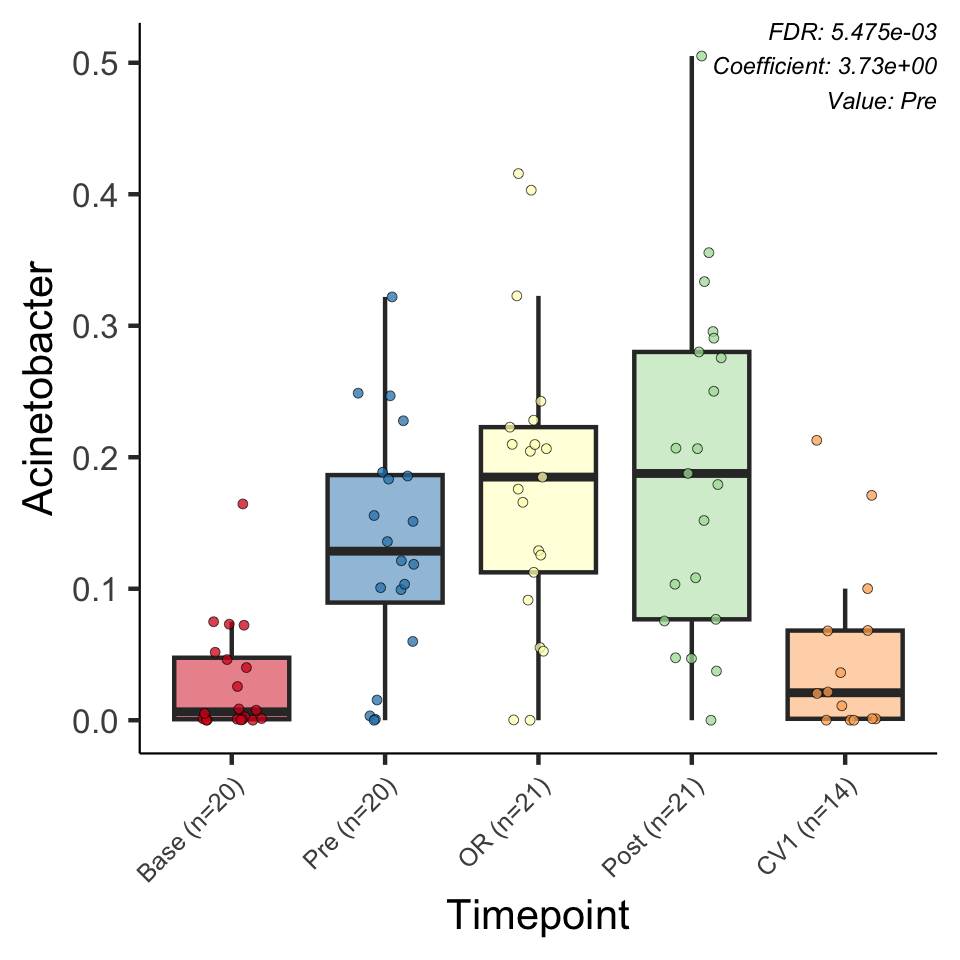 FDR: 5.475e-03
Coefficient: 3.73e+00
Value: Pre
Acinetobacter
0.5
0.4
0.3
0.2
0.1
0.0
Base (n=20)
Pre (n=20)
OR (n=21)
Post (n=21)
CV1 (n=14)
Timepoint